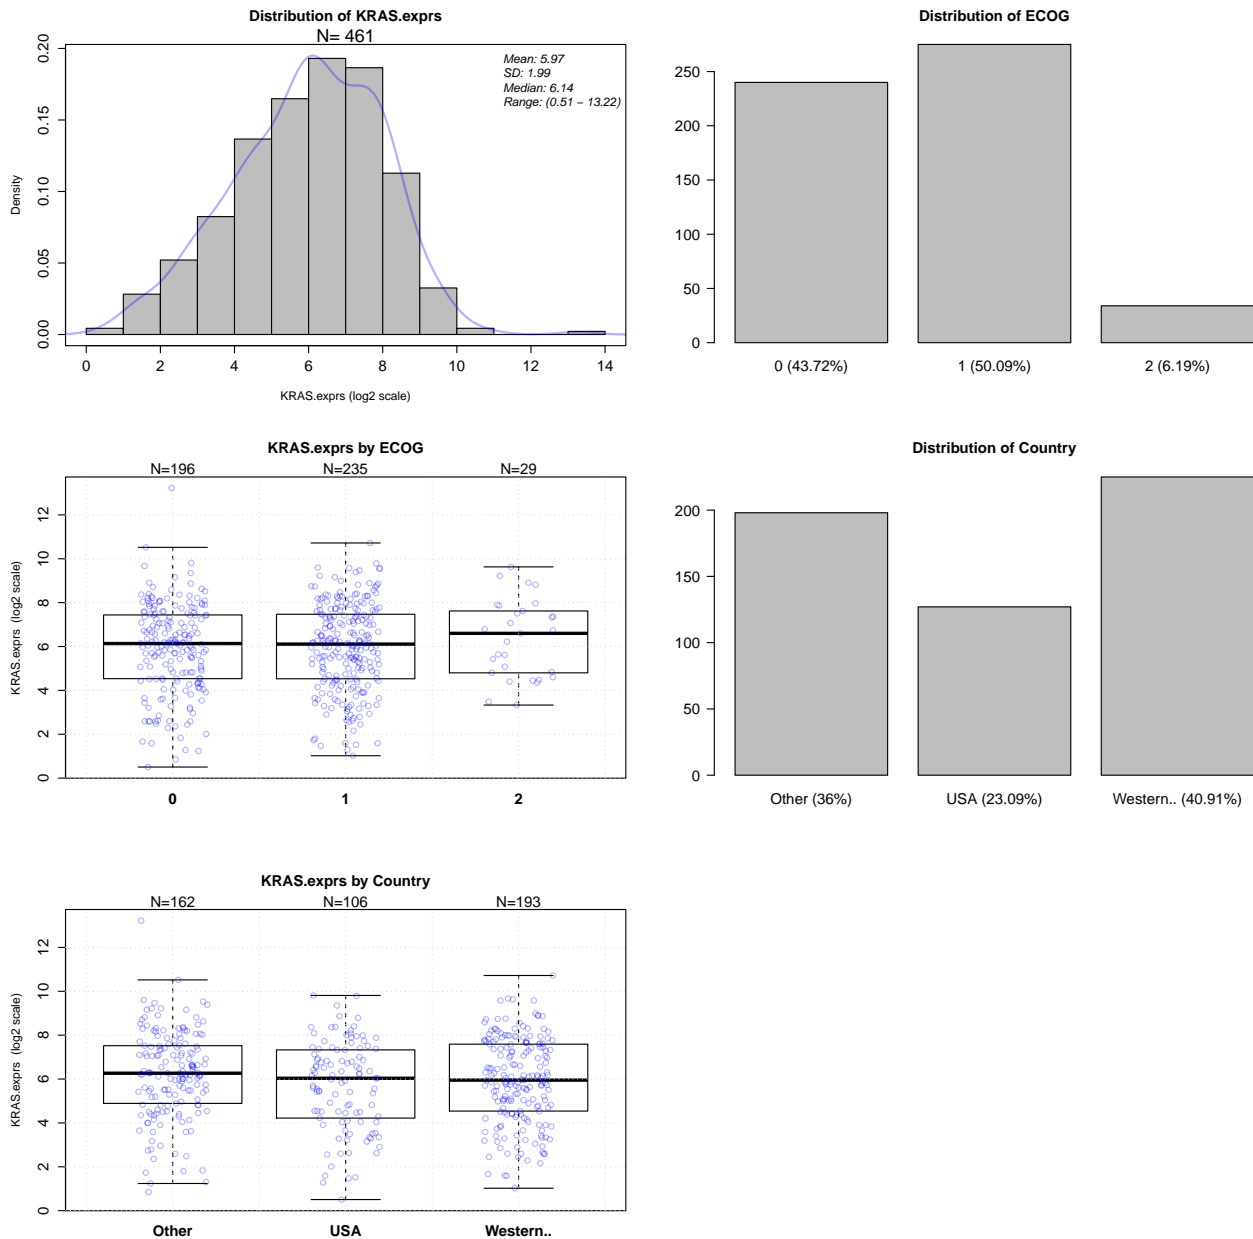 Distribution of KRAS.exprs
N= 461
Mean: 5.97
SD: 1.99
Median: 6.14
Range: (0.51 − 13.22)
Density
0.00 0.05 0.10 0.15 0.20
0 2 4 6 8 10 12 14
KRAS.exprs (log2 scale)
Distribution of ECOG
250
200
150
100
50
0
0 (43.72%) 1 (50.09%) 2 (6.19%)
KRAS.exprs by ECOG
N=196 N=235 N=29
KRAS.exprs (log2 scale)
0 2 4 6 8 10 12
0 1 2
Distribution of Country
200
150
100
50
0
Other (36%) USA (23.09%) Western.. (40.91%)
KRAS.exprs by Country
N=162 N=106 N=193
KRAS.exprs (log2 scale)
0 2 4 6 8 10 12
Other USA Western..